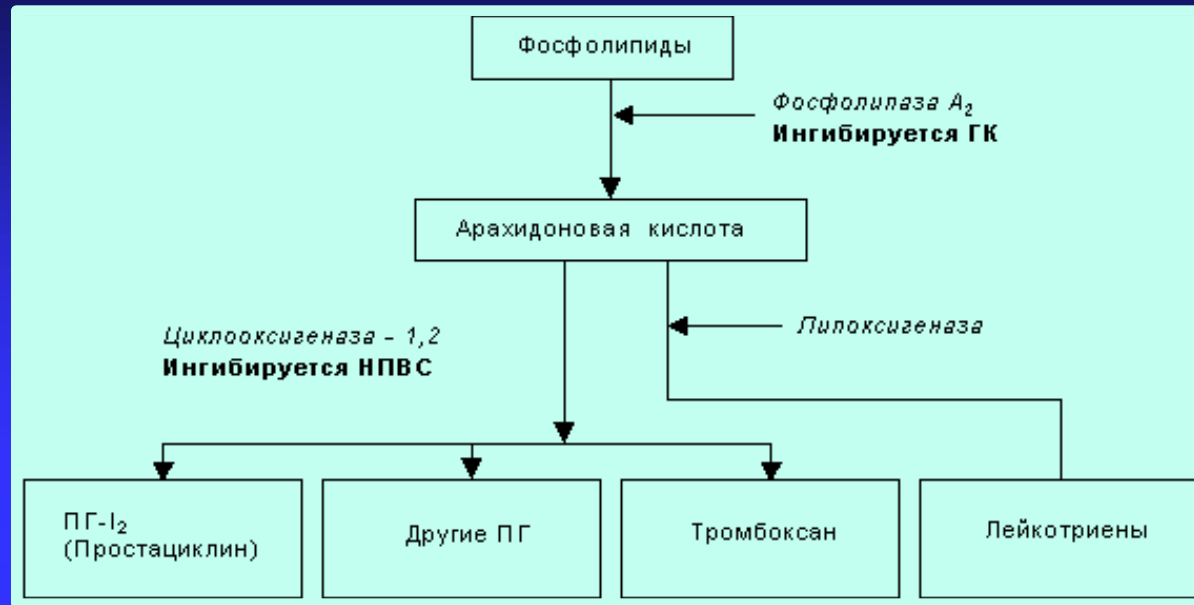 Фосфолипиды
Фосфолипаза А₂
Ингибируется ГК
Арахидоновая кислота
Циклооксигеназа - 1,2
Ингибируется НПВС
Липоксигеназа
ПГ-I₂
(Простациклин)
Другие ПГ
Тромбоксан
Лейкотриены